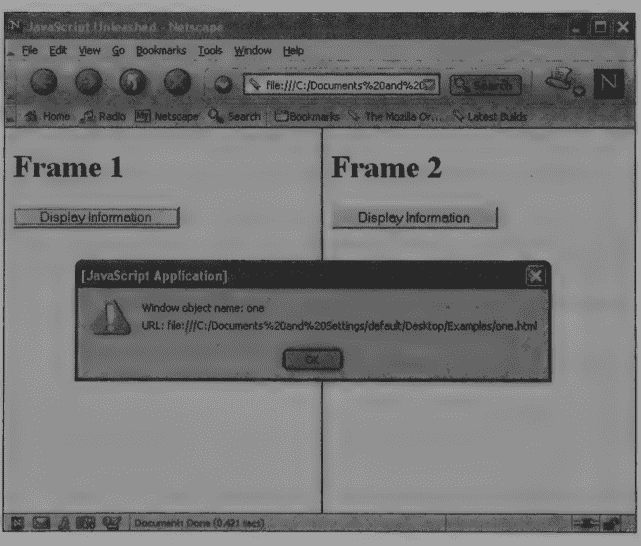 JavaScript Unleashed - Netscape
File Edit View Go Bookmarks Tools Window Help
file:///C:/Documents%20and%20 Search N
Home Radio My Netscape Search Bookmarks The Mozilla Or... Latest Builds
Frame 1
Frame 2
Display Information
Display Information
[JavaScript Application]
Window object name: one
URL: file:///C:/Documents%20and%20Settings/default/Desktop/Examples/one.html
OK
Document: Done (0.421 secs)